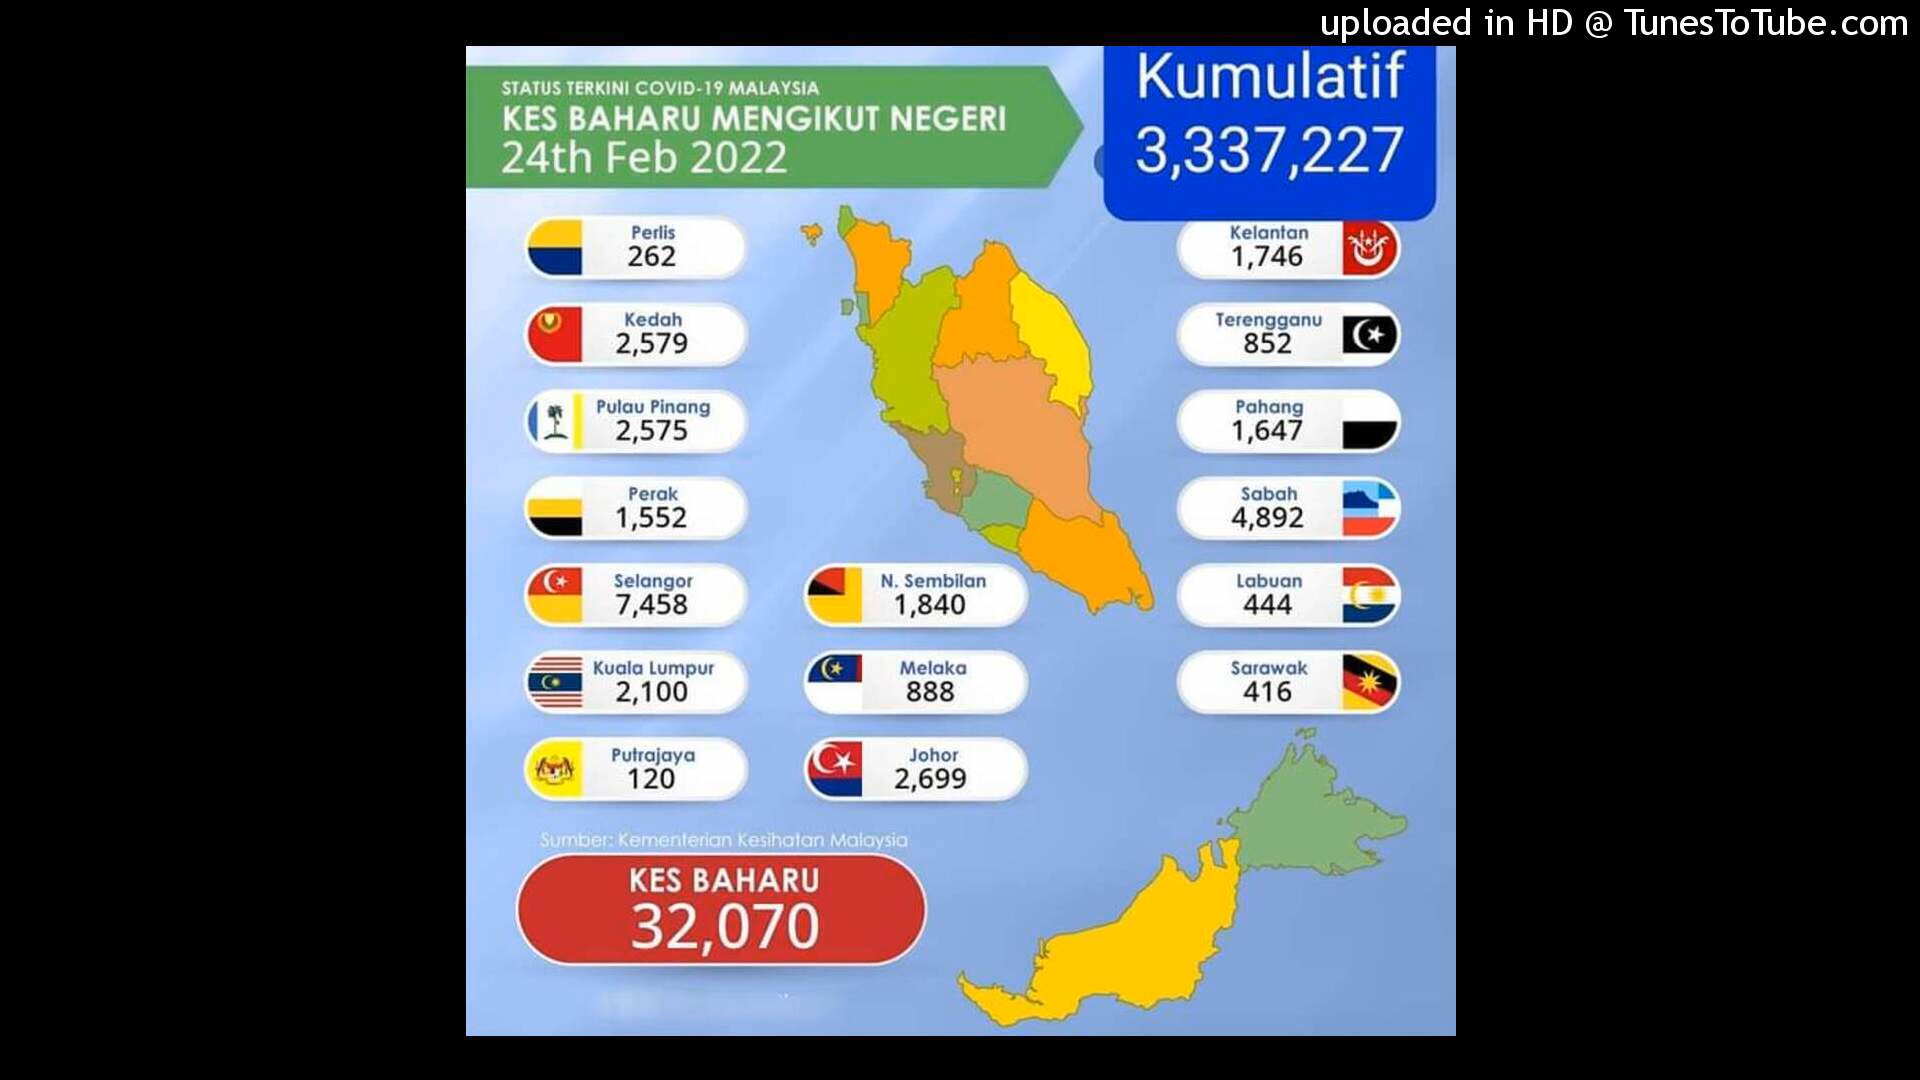 uploaded in HD @ TunesToTube.com
STATUS TERKINI COVID-19 MALAYSIA
KES BAHARU MENGIKUT NEGERI
24th Feb 2022
Kumulatif
3,337,227
Perlis
262
Kedah
2,579
Pulau Pinang
2,575
Perak
1,552
Selangor
7,458
Kuala Lumpur
2,100
Putrajaya
120
N. Sembilan
1,840
Melaka
888
Johor
2,699
Kelantan
1,746
Terengganu
852
Pahang
1,647
Sabah
4,892
Labuan
444
Sarawak
416
Sumber: Kementerian Kesihatan Malaysia
KES BAHARU
32,070